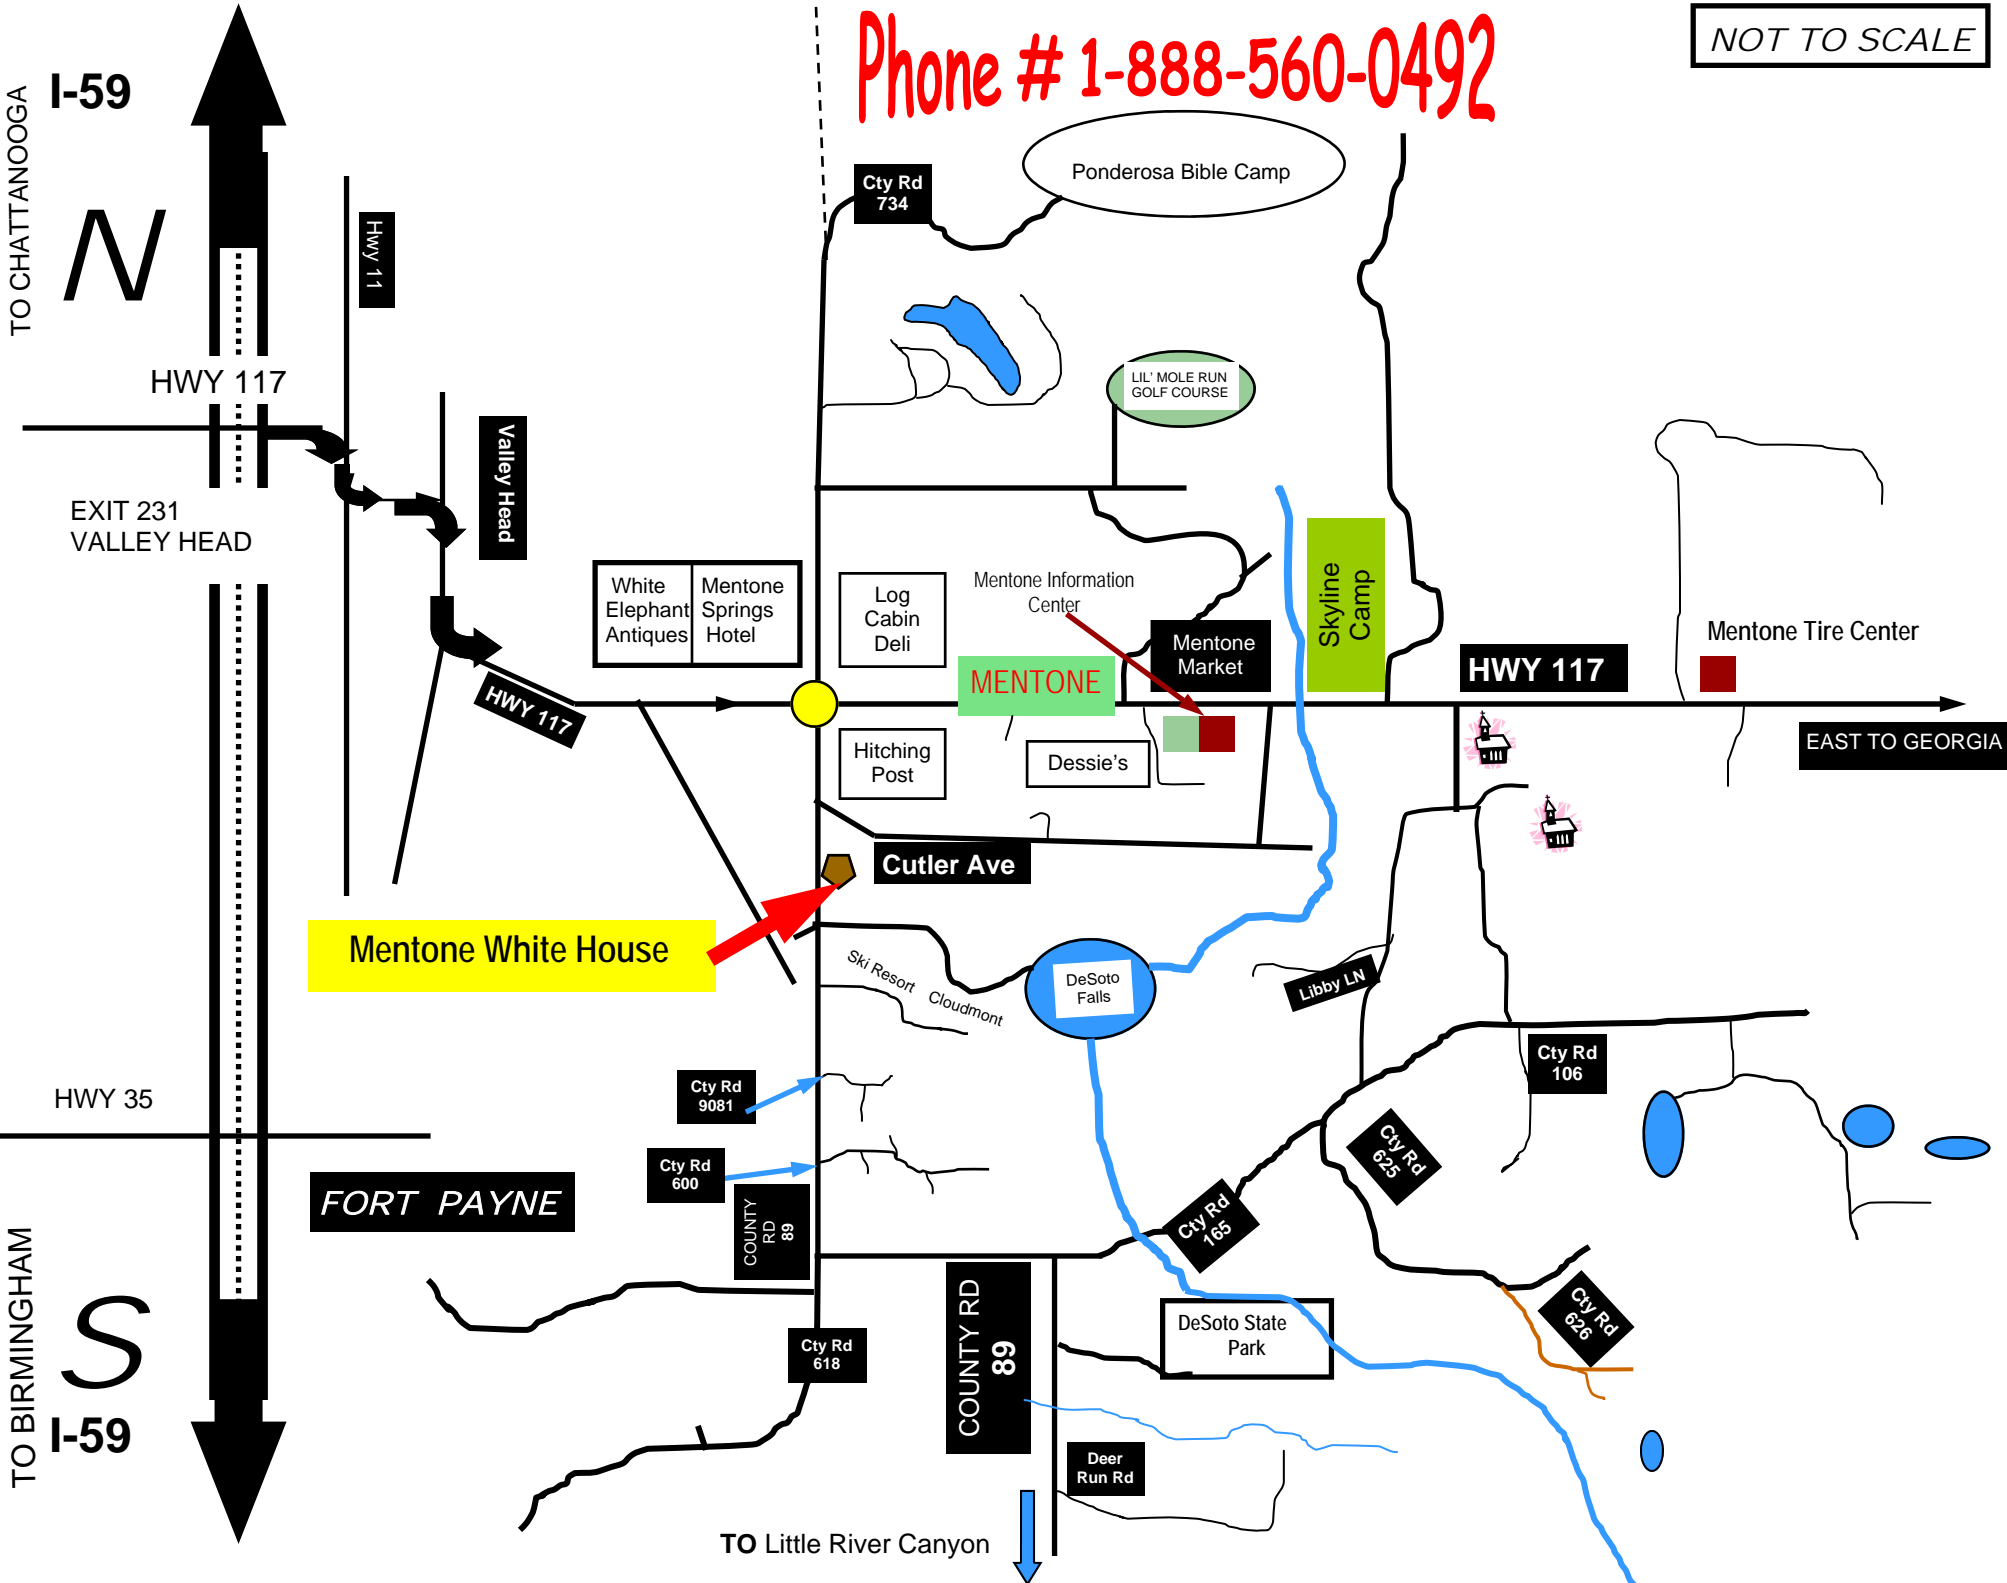 Phone # 1-888-560-0492
NOT TO SCALE
I-59
TO CHATTANOOGA
N
Hwy 11
Cty Rd
734
Ponderosa Bible Camp
HWY 117
LIL' MOLE RUN
GOLF COURSE
Valley Head
EXIT 231
VALLEY HEAD
White
Elephant
Antiques
Mentone
Springs
Hotel
Log
Cabin
Deli
Mentone Information
Center
Mentone
Market
Skyline
Camp
Mentone Tire Center
MENTONE
HWY 117
HWY 117
EAST TO GEORGIA
Hitching
Post
Dessie's
Cutler Ave
Mentone White House
Ski Resort Cloudmont
DeSoto
Falls
Libby LN
Cty Rd
106
Cty Rd
9081
HWY 35
Cty Rd
600
Cty Rd
625
FORT PAYNE
COUNTY
RD
89
Cty Rd
165
TO BIRMINGHAM
S
I-59
Cty Rd
618
COUNTY RD
89
DeSoto State
Park
Cty Rd
626
Deer
Run Rd
TO Little River Canyon